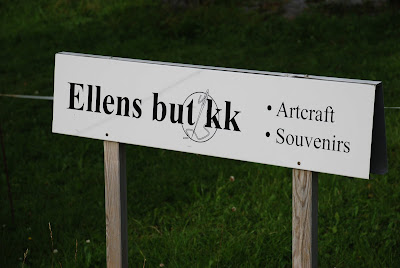 Ellens butikk
• Artcraft
• Souvenirs